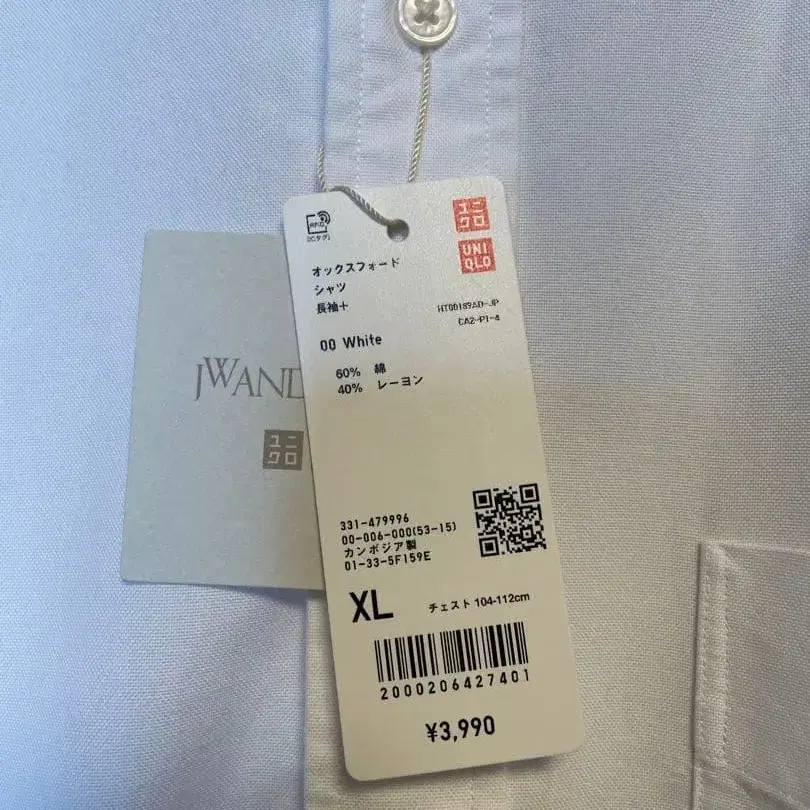 RFID
(ICタグ)
ユニ
クロ
UNI
QLO
オックスフォード
シャツ
長袖+
HT00189AD-JP
CA2-P1-4
00 White
60% 綿
40% レーヨン
JWAND
ユニ
クロ
331-479996
00-006-000(53-15)
カンボジア製
01-33-5F159E
XL チェスト 104-112cm
2000206427401
¥3,990